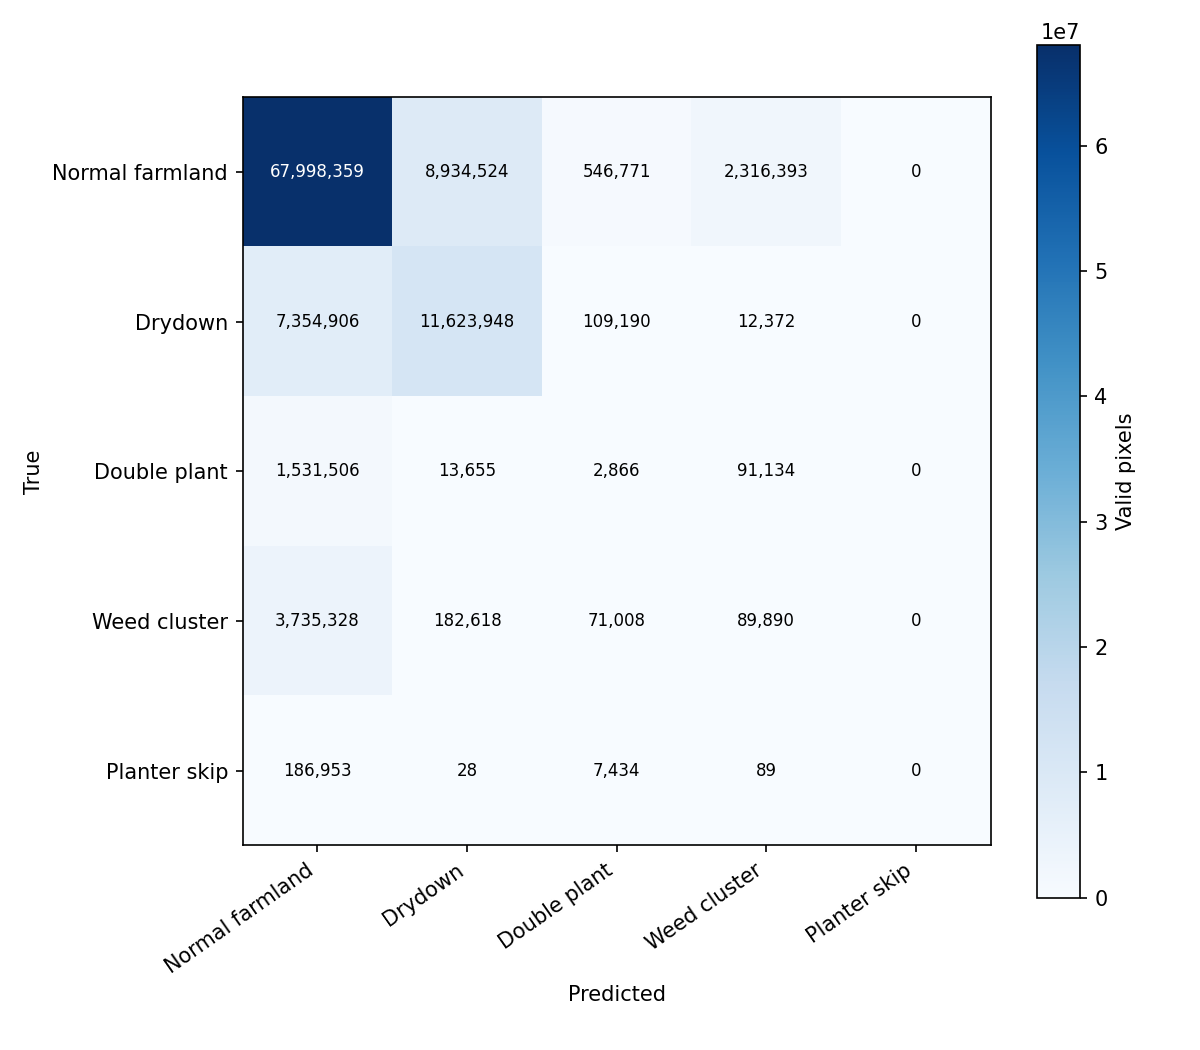 1e7
Normal farmland 67,998,359 8,934,524 546,771 2,316,393 0
6
Drydown 7,354,906 11,623,948 109,190 12,372 0
5
4
Double plant 1,531,506 13,655 2,866 91,134 0
True
Valid pixels
3
Weed cluster 3,735,328 182,618 71,008 89,890 0
2
Planter skip 186,953 28 7,434 89 0
1
0
Normal farmland Drydown Double plant Weed cluster Planter skip
Predicted